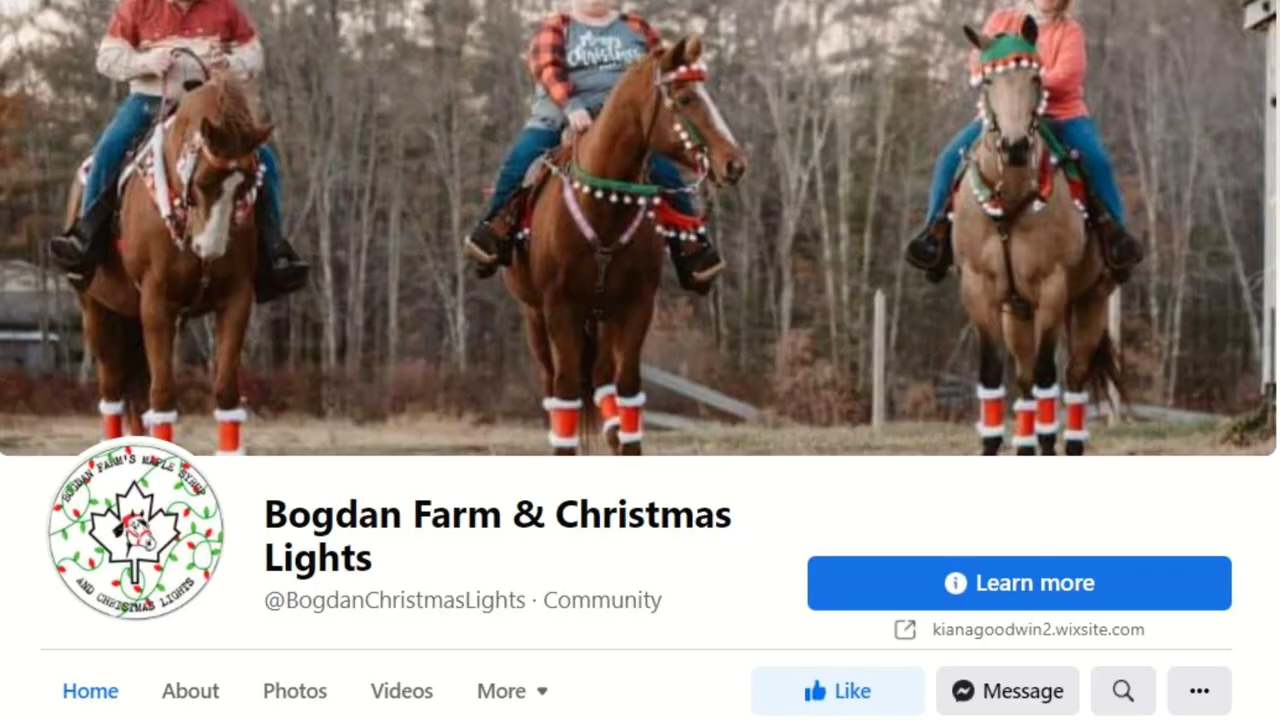 Merry
Christmas
BOGDAN FARM'S MAPLE SYRUP
AND CHRISTMAS LIGHTS
Bogdan Farm & Christmas
Lights
@BogdanChristmasLights · Community
Learn more
kianagoodwin2.wixsite.com
Home About Photos Videos More
Like Message